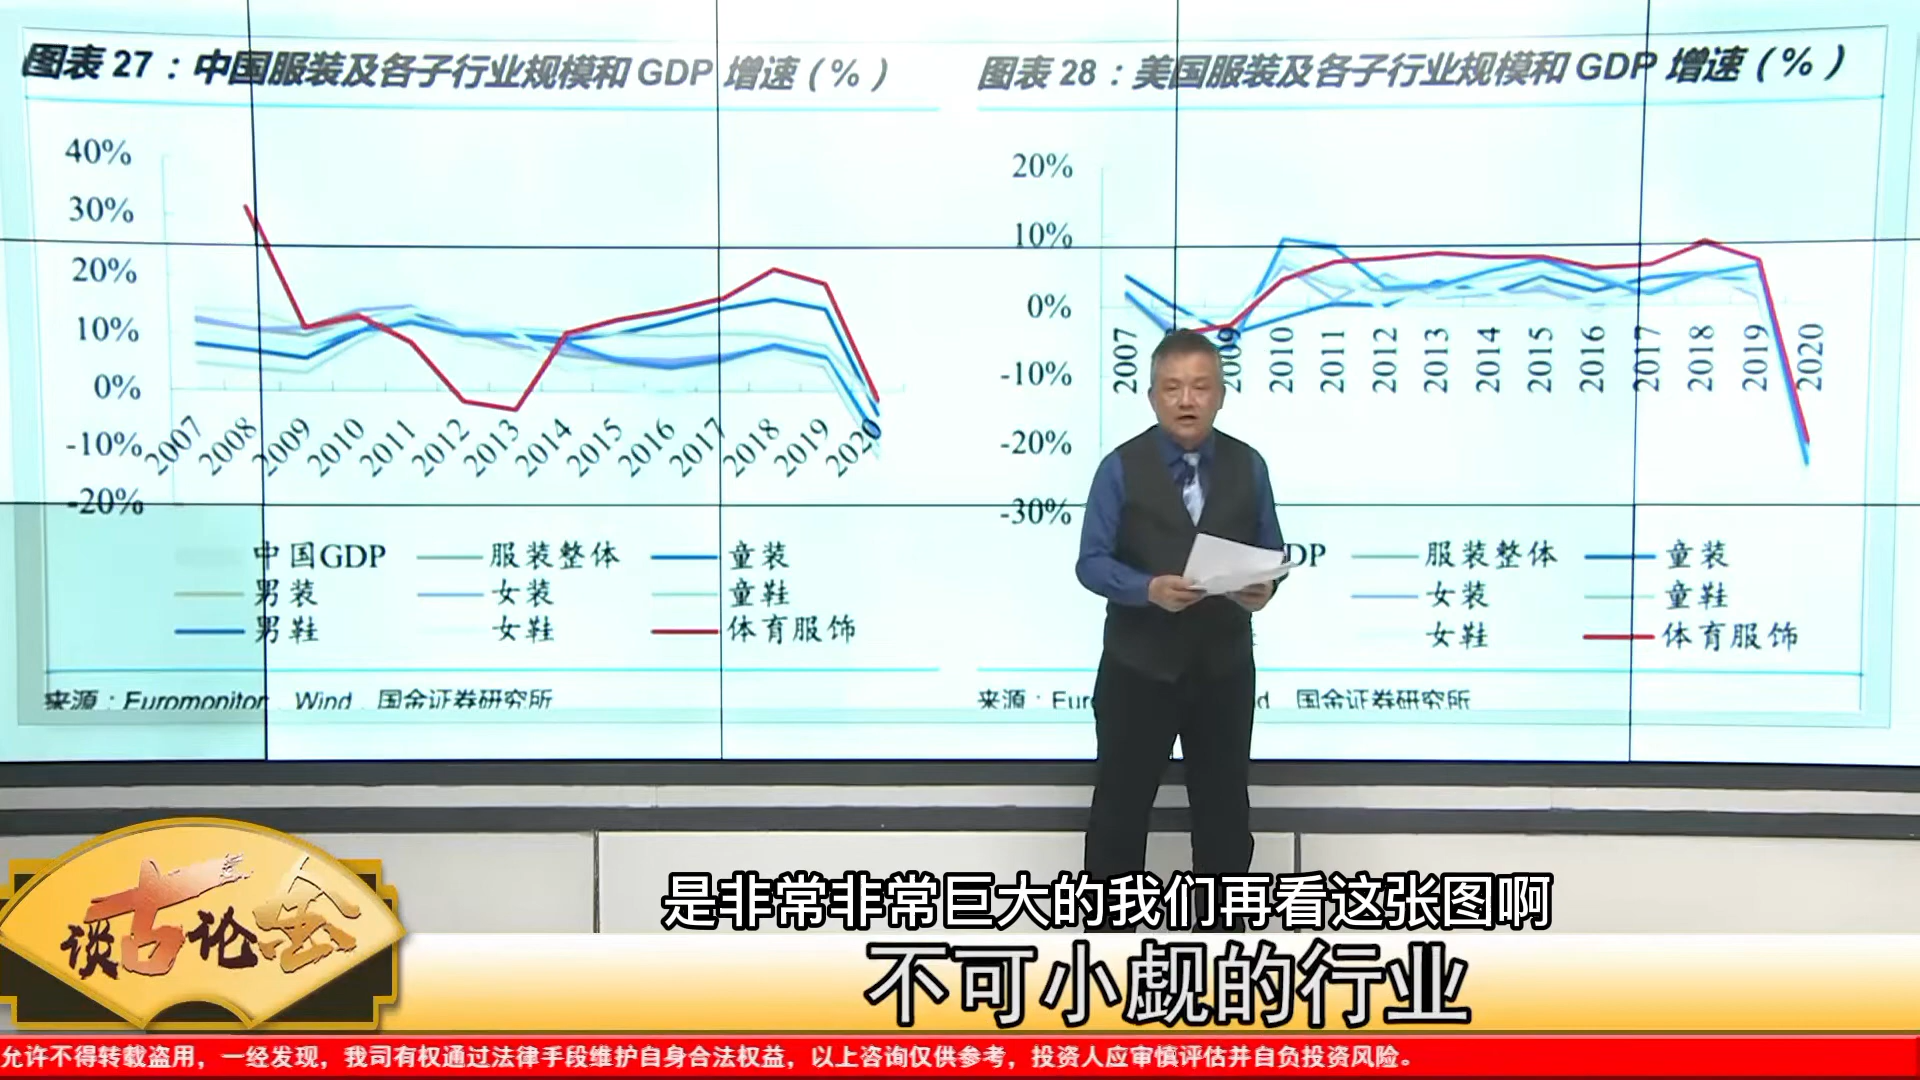 图表 27：中国服装及各子行业规模和 GDP 增速（%）
40%
30%
20%
10%
0%
-10%
-20%
2007 2008 2009 2010 2011 2012 2013 2014 2015 2016 2017 2018 2019 2020
中国GDP 服装整体 童装
男装 女装 童鞋
男鞋 女鞋 体育服饰
来源：Euromonitor，Wind，国金证券研究所
图表 28：美国服装及各子行业规模和 GDP 增速（%）
20%
10%
0%
-10%
-20%
-30%
2007 2009 2010 2011 2012 2013 2014 2015 2016 2017 2018 2019 2020
DP 服装整体 童装
女装 童鞋
女鞋 体育服饰
来源：Eur d，国金证券研究所
是非常非常巨大的我们再看这张图啊
谈古论金
不可小觑的行业
允许不得转载盗用，一经发现，我司有权通过法律手段维护自身合法权益，以上咨询仅供参考，投资人应审慎评估并自负投资风险。